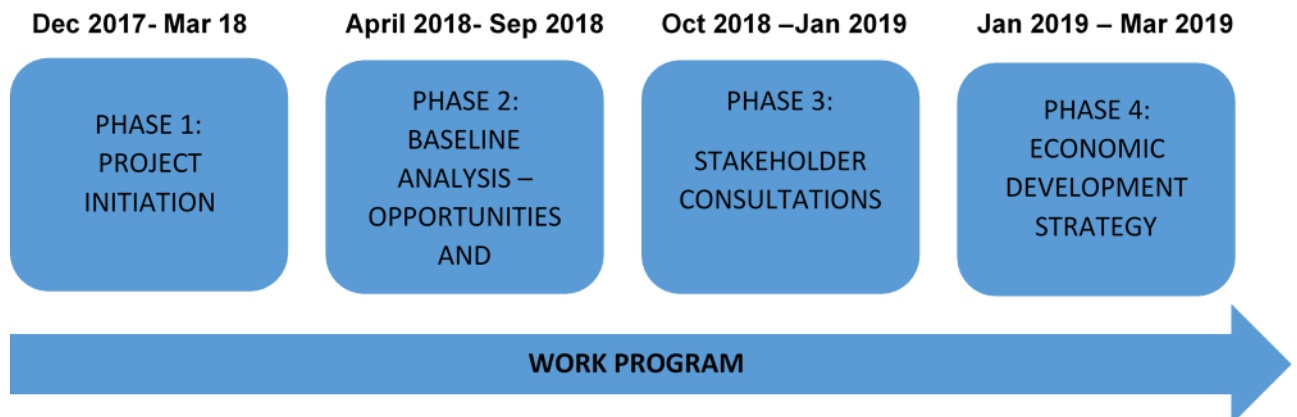 Dec 2017- Mar 18
April 2018- Sep 2018
Oct 2018 –Jan 2019
Jan 2019 – Mar 2019
PHASE 1:
PROJECT
INITIATION
PHASE 2:
BASELINE
ANALYSIS –
OPPORTUNITIES
AND
PHASE 3:
STAKEHOLDER
CONSULTATIONS
PHASE 4:
ECONOMIC
DEVELOPMENT
STRATEGY
WORK PROGRAM